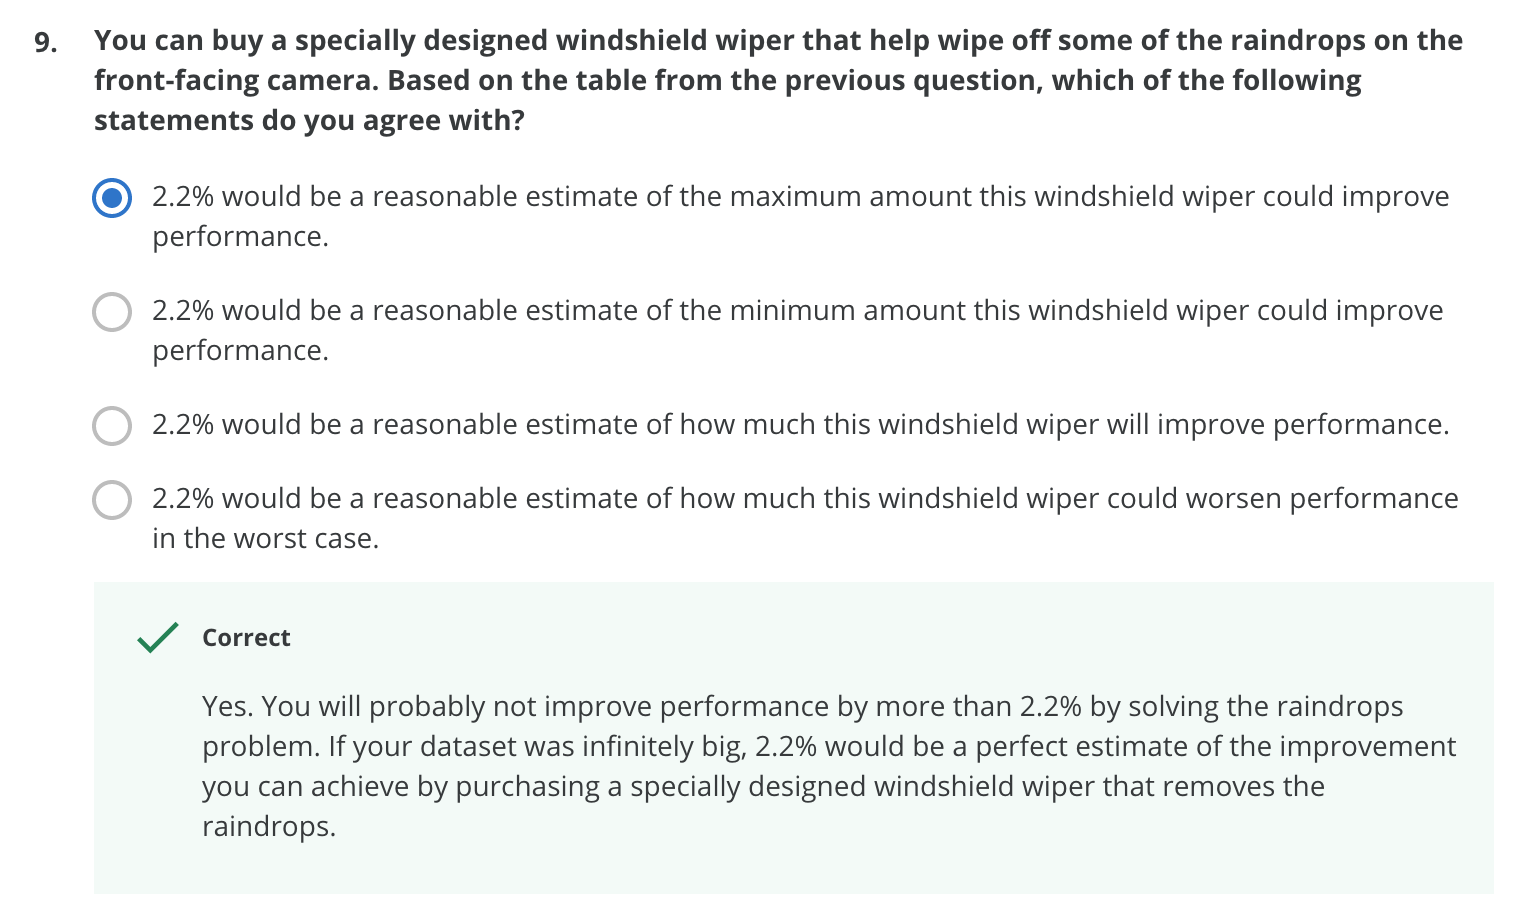 9. You can buy a specially designed windshield wiper that help wipe off some of the raindrops on the
front-facing camera. Based on the table from the previous question, which of the following
statements do you agree with?
2.2% would be a reasonable estimate of the maximum amount this windshield wiper could improve
performance.
2.2% would be a reasonable estimate of the minimum amount this windshield wiper could improve
performance.
2.2% would be a reasonable estimate of how much this windshield wiper will improve performance.
2.2% would be a reasonable estimate of how much this windshield wiper could worsen performance
in the worst case.
Correct
Yes. You will probably not improve performance by more than 2.2% by solving the raindrops
problem. If your dataset was infinitely big, 2.2% would be a perfect estimate of the improvement
you can achieve by purchasing a specially designed windshield wiper that removes the
raindrops.